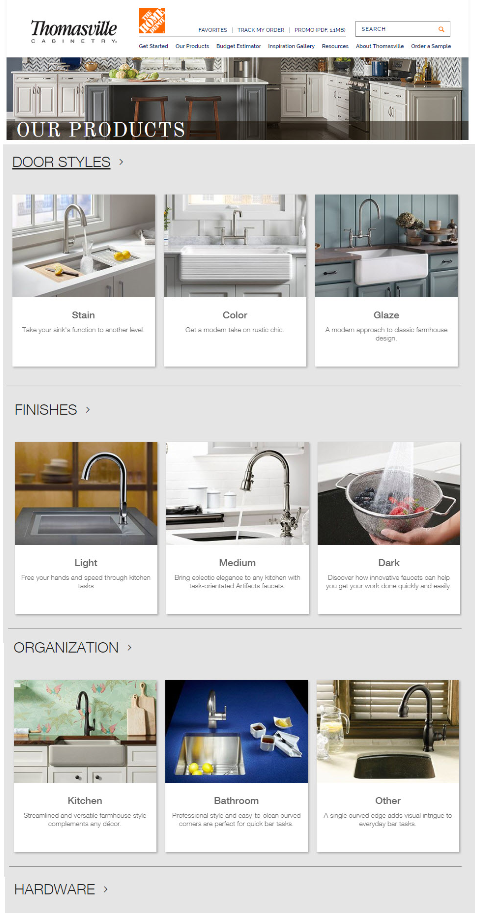 Thomasville
CABINETRY
THE HOME DEPOT
FAVORITES | TRACK MY ORDER | PROMO (PDF, 1.1MB)
SEARCH
Get Started Our Products Budget Estimator Inspiration Gallery Resources About Thomasville Order a Sample
OUR PRODUCTS
DOOR STYLES >
Stain
Take your sink's function to another level.
Color
Get a modern take on rustic chic.
Glaze
A modern approach to classic farmhouse
design.
FINISHES >
Light
Free your hands and speed through kitchen
tasks.
Medium
Bring eclectic elegance to any kitchen with
task-orientated Artifacts faucets.
Dark
Discover how innovative faucets can help
you get your work done quickly and easily.
ORGANIZATION >
Kitchen
Streamlined and versatile farmhouse style
complements any décor.
Bathroom
Professional style and easy-to-clean curved
corners are perfect for quick bar tasks.
Other
A single curved edge adds visual intrigue to
everyday bar tasks.
HARDWARE >